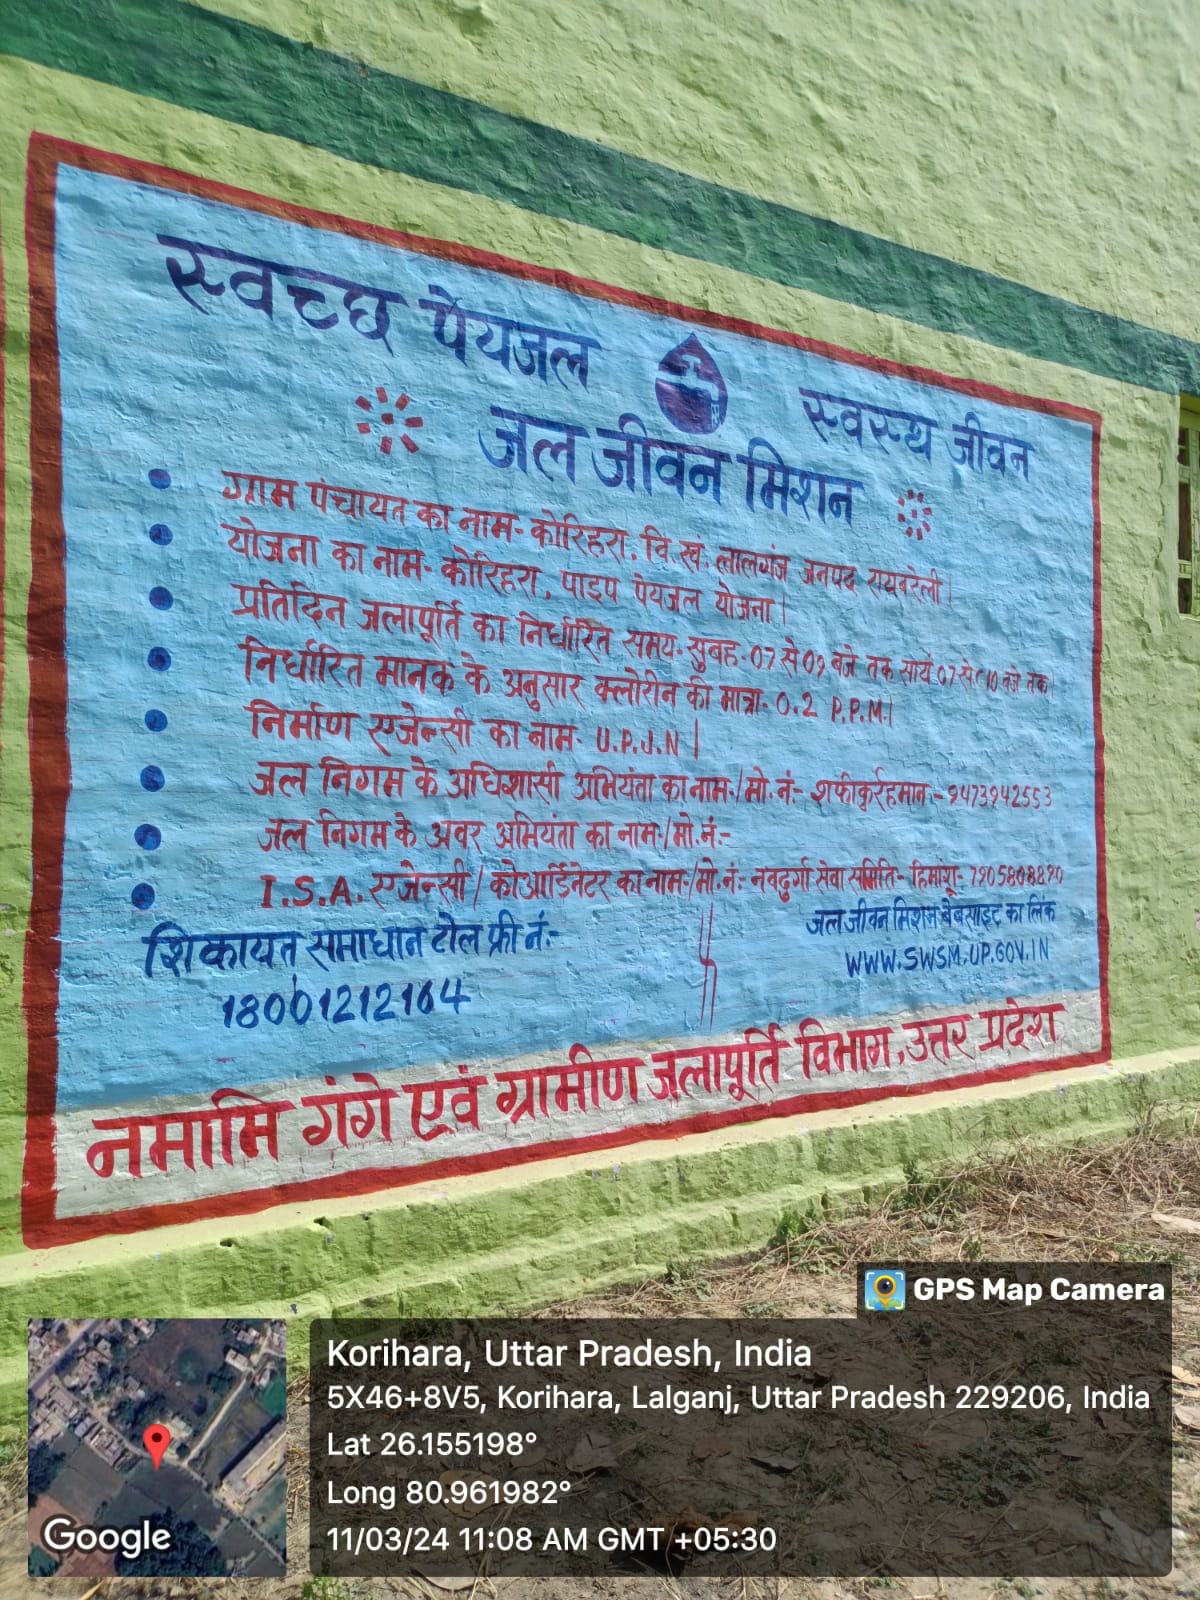 स्वच्छ पेयजल स्वस्थ जीवन
जल जीवन मिशन
ग्राम पंचायत का नाम- कोरिहरा, वि.खं. लालगंज जनपद रायबरेली।
योजना का नाम- कोरिहरा, पाइप पेयजल योजना।
प्रतिदिन जलापूर्ति का निर्धारित समय- सुबह- 07 से 09 बजे तक सायं 07 से 10 बजे तक।
निर्धारित मानक के अनुसार क्लोरीन की मात्रा- 0.2 P.P.M।
निर्माण एजेन्सी का नाम- U.P.J.N।
जल निगम के अधिशासी अभियंता का नाम-/मो.नं:- शफीकुर्रहमान:- 9473942553
जल निगम के अवर अभियंता का नाम-/मो.नं:-
I.S.A. एजेन्सी/कोआर्डिनेटर का नाम-/मो.नं:- नवदुर्गा सेवा समिति- हिमांशू-
शिकायत समाधान टोल फ्री नं:-
18001212164
जल जीवन मिशन बेबसाइट का लिंक
WWW.SWSM.UP.GOV.IN
नमामि गंगे एवं ग्रामीण जलापूर्ति विभाग, उत्तर प्रदेश
GPS Map Camera
Korihara, Uttar Pradesh, India
5X46+8V5, Korihara, Lalganj, Uttar Pradesh 229206, India
Lat 26.155198°
Long 80.961982°
11/03/24 11:08 AM GMT +05:30
Google